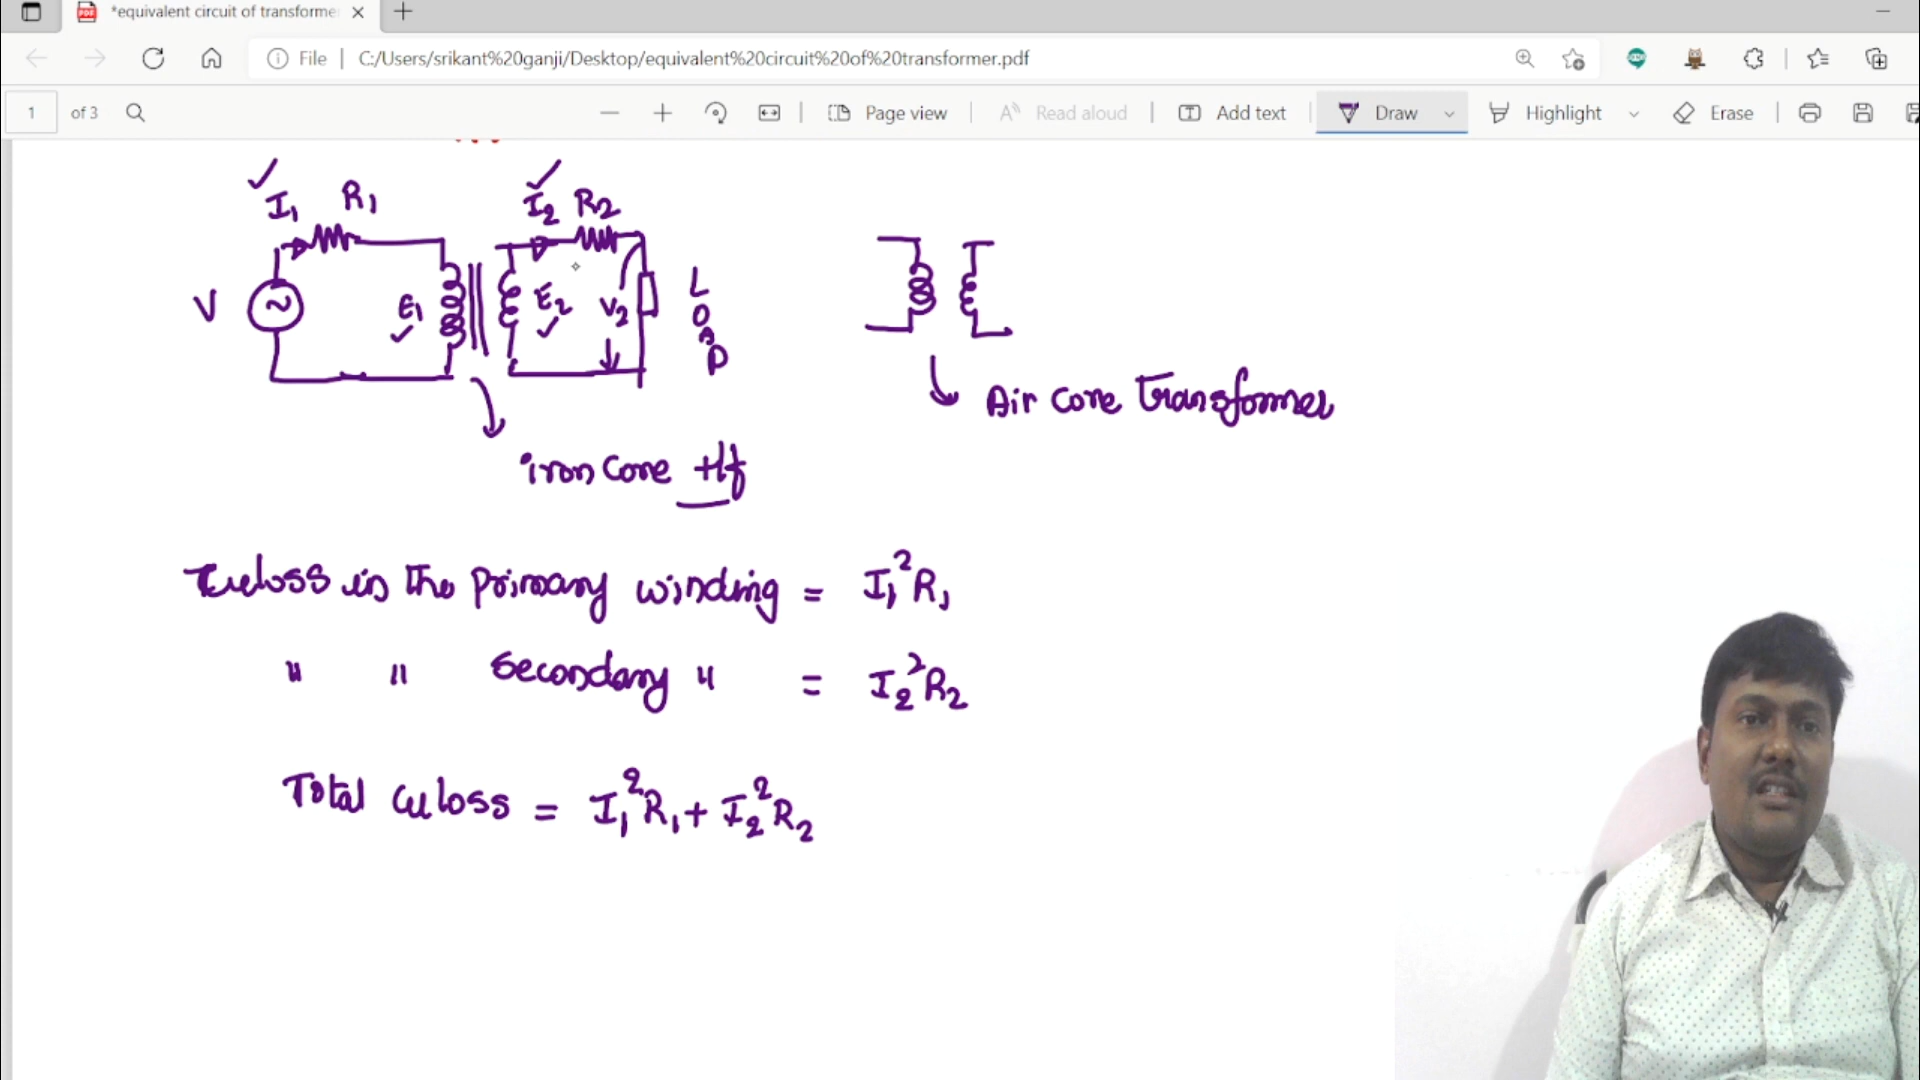 *equivalent circuit of transforme
File | C:/Users/srikant%20ganji/Desktop/equivalent%20circuit%20of%20transformer.pdf
1 of 3 Page view Read aloud Add text Draw Highlight Erase
I₁ R₁ I₂ R₂
V E₁ E₂ V₂ LOAD
Air core transformer
iron core
Culoss in the primary winding = I₁²R₁
" " secondary " = I₂²R₂
Total culoss = I₁²R₁ + I₂²R₂